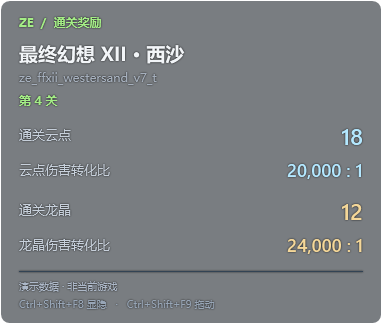 ZE / 通关奖励
最终幻想 XII · 西沙
ze_ffxii_westersand_v7_t
第 4 关
通关云点 18
云点伤害转化比 20,000 : 1
通关龙晶 12
龙晶伤害转化比 24,000 : 1
演示数据 · 非当前游戏
Ctrl+Shift+F8 显隐 · Ctrl+Shift+F9 拖动